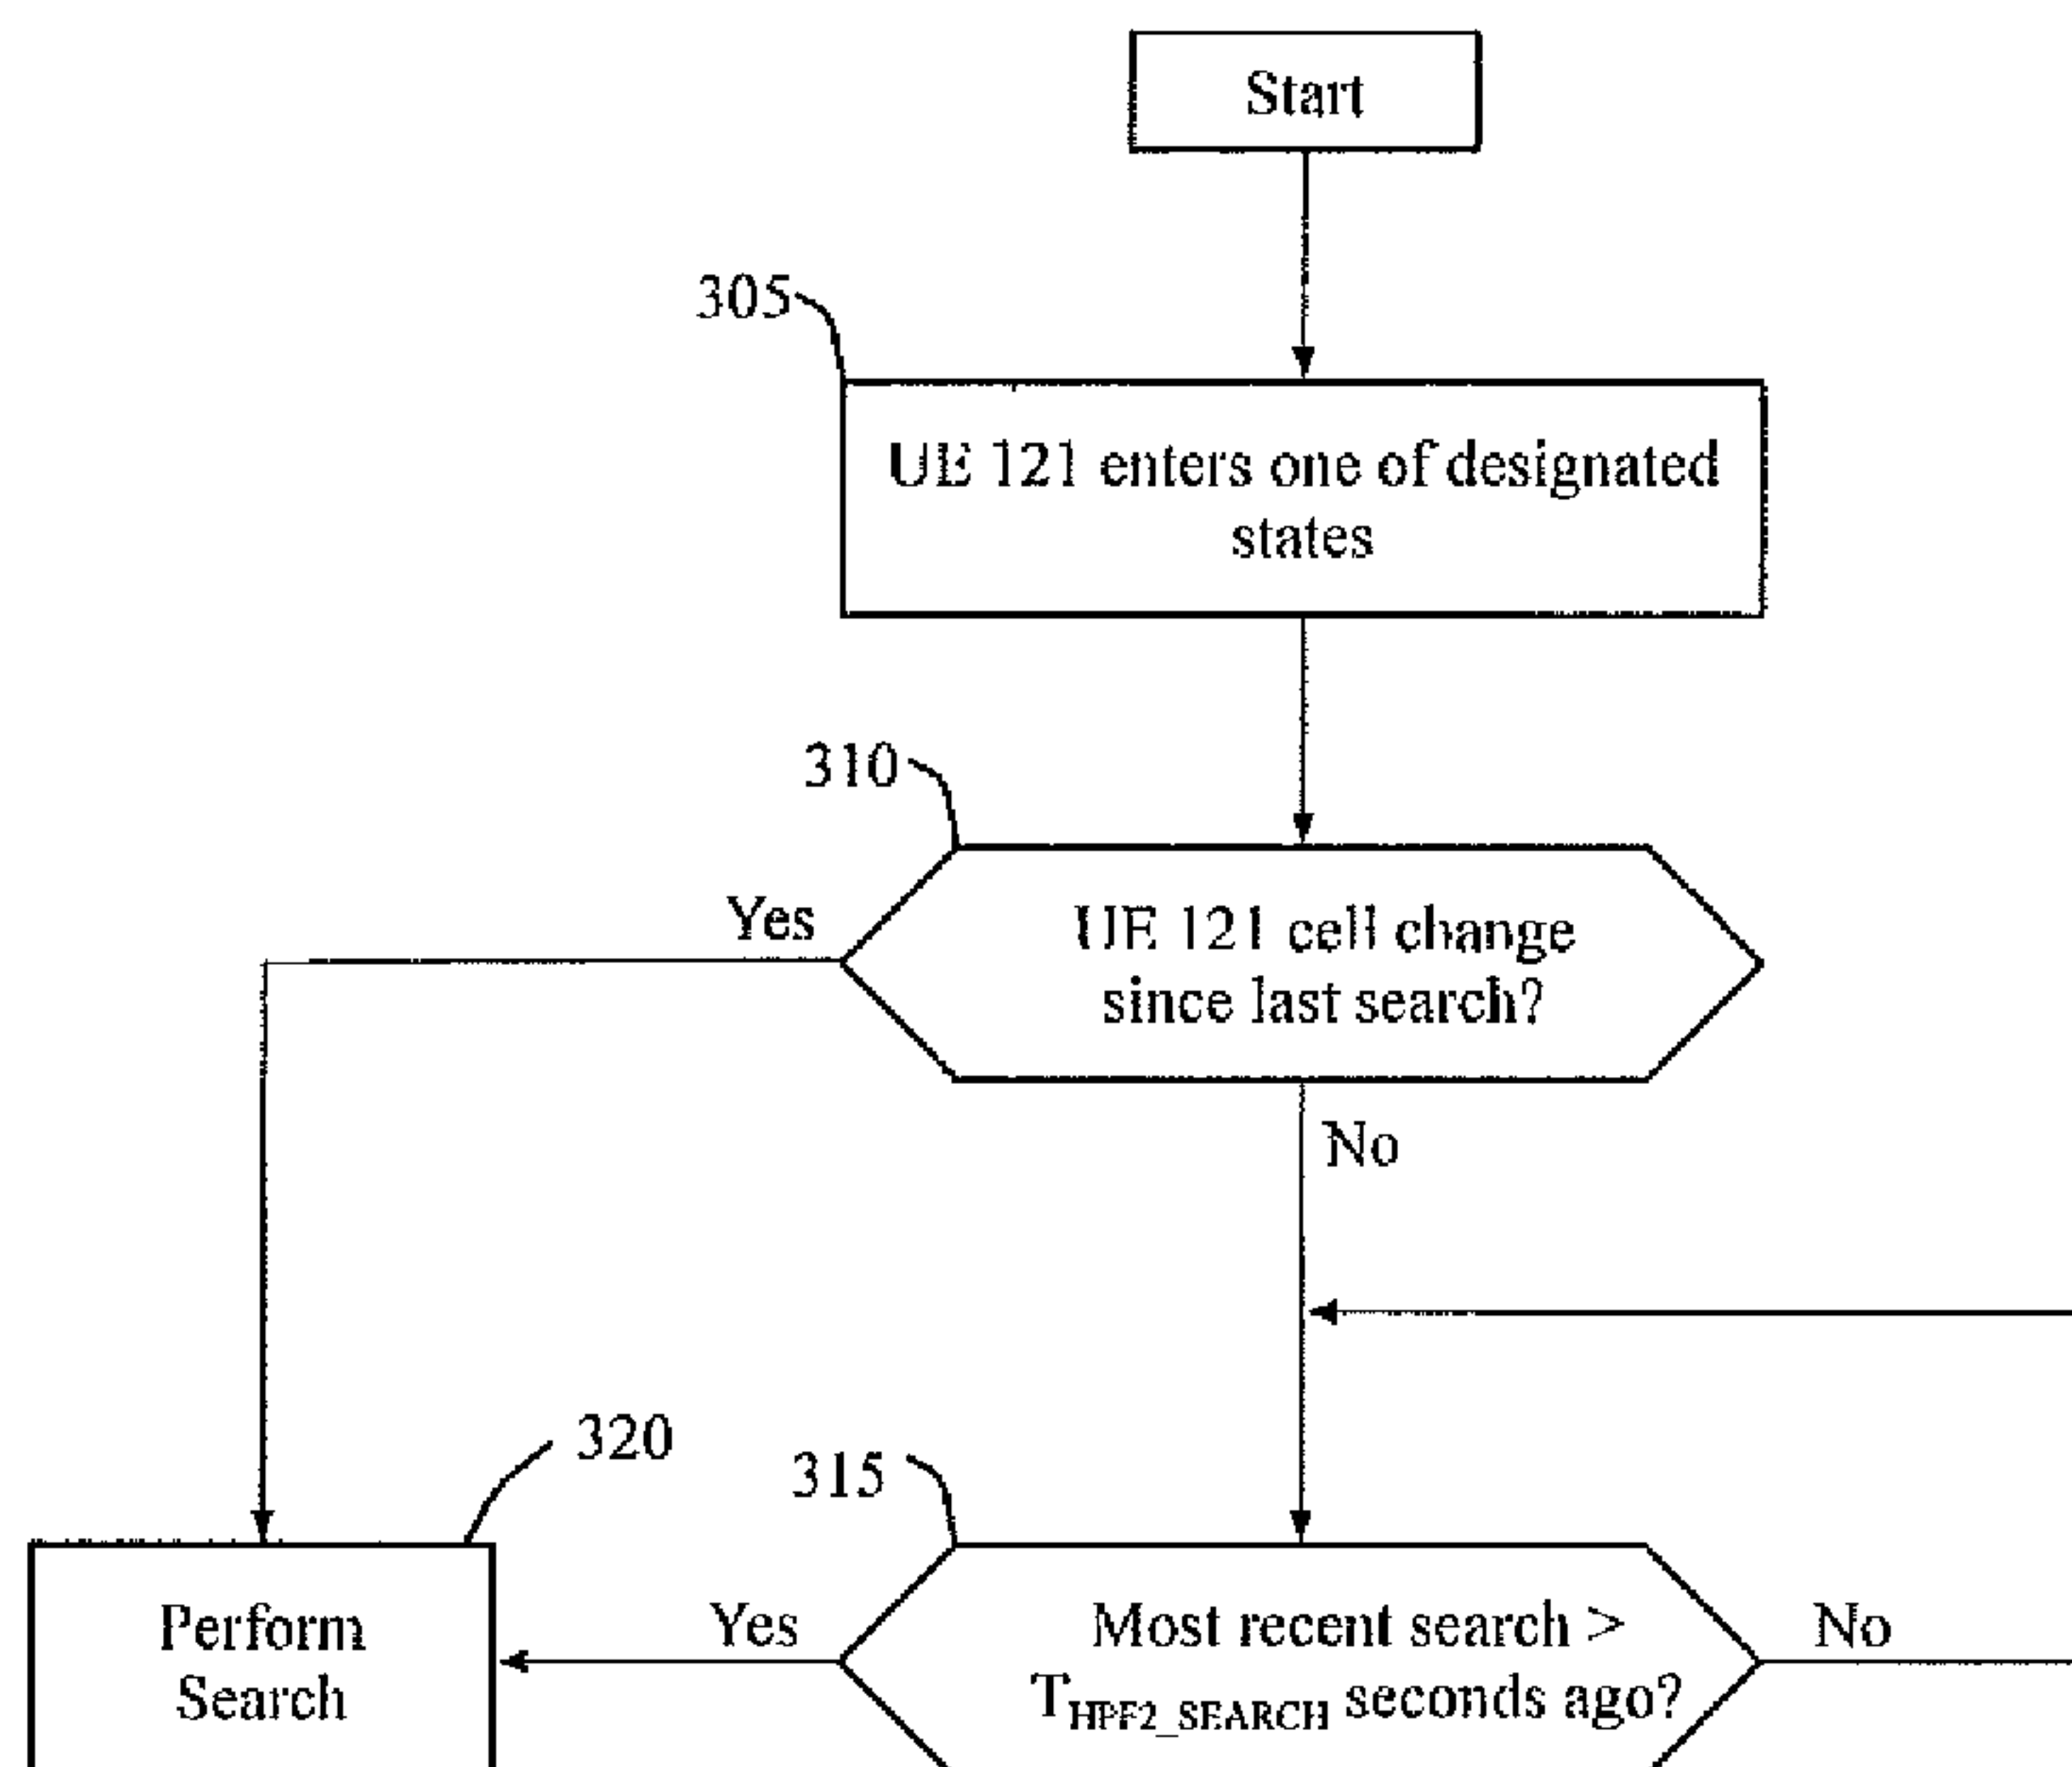 Start
305
UE 121 enters one of designated
states
310
Yes
UE 121 cell change
since last search?
No
320
315
Perform
Search
Yes
Most recent search >
T_HPF2_SEARCH seconds ago?
No